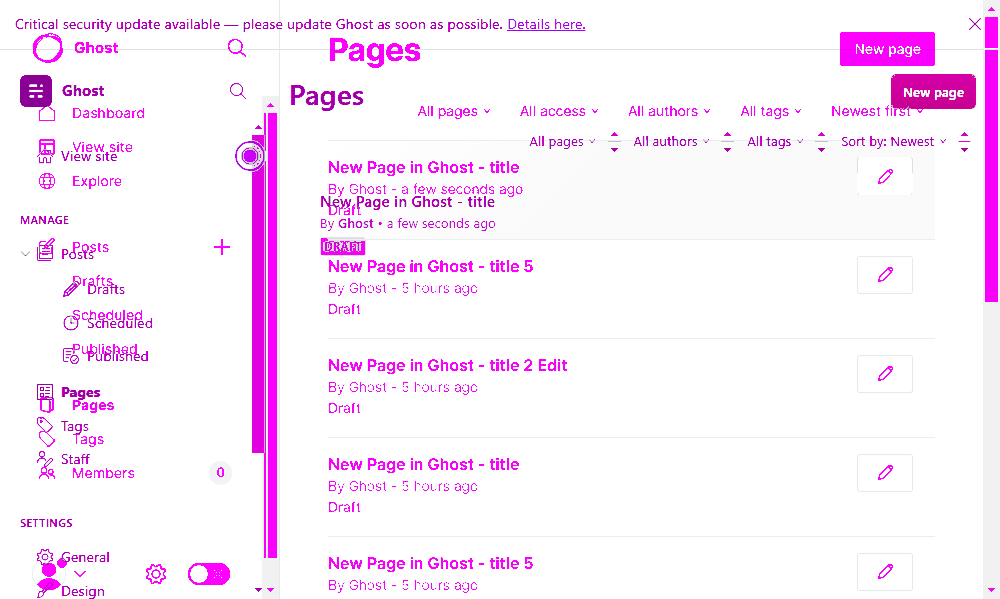 Critical security update available — please update Ghost as soon as possible. Details here.
Ghost
Pages
New page
Ghost
New page
Pages
Dashboard
All pages
All access
All authors
All tags
Newest first
View site
View site
All pages
All authors
All tags
Sort by: Newest
Explore
New Page in Ghost - title
By Ghost - a few seconds ago
Draft
New Page in Ghost - title
By Ghost • a few seconds ago
DRAFT
MANAGE
Posts
Posts
New Page in Ghost - title 5
By Ghost - 5 hours ago
Draft
Drafts
Drafts
Scheduled
Scheduled
Published
Published
New Page in Ghost - title 2 Edit
By Ghost - 5 hours ago
Draft
Pages
Pages
Tags
Tags
Staff
Members
0
New Page in Ghost - title
By Ghost - 5 hours ago
Draft
SETTINGS
General
Design
New Page in Ghost - title 5
By Ghost - 5 hours ago